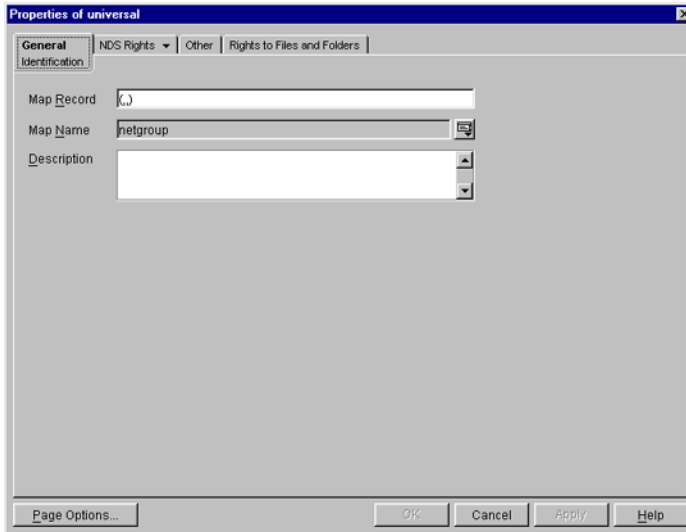 Properties of universal
General NDS Rights Other Rights to Files and Folders
Identification
Map Record (,,)
Map Name netgroup
Description
Page Options... OK Cancel Apply Help